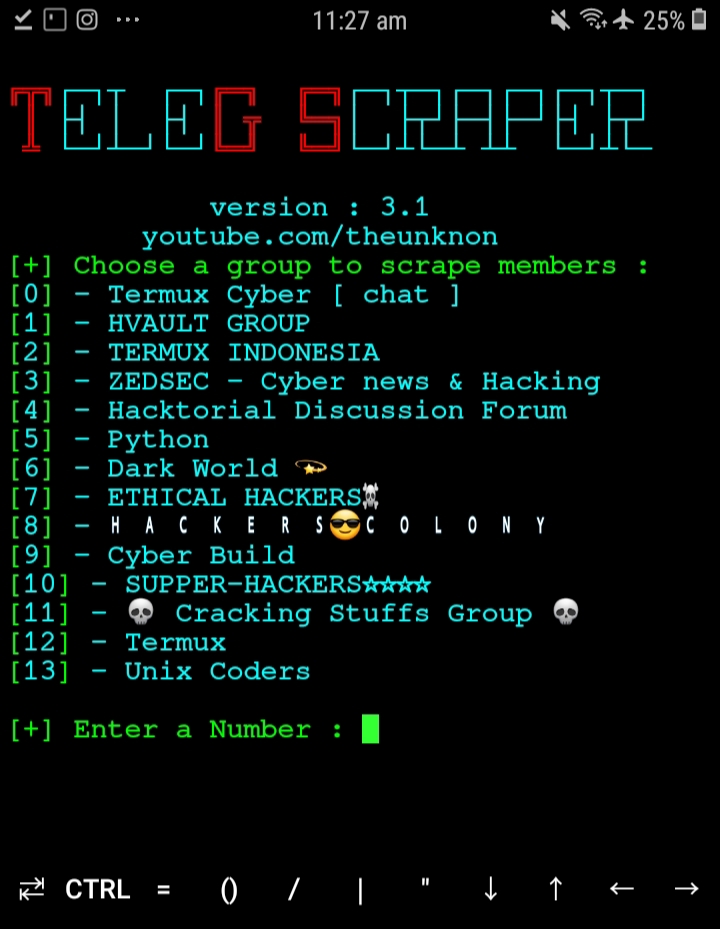 11:27 am 25%
TELEG SCRAPER
version : 3.1
youtube.com/theunknon
[+] Choose a group to scrape members :
[0] - Termux Cyber [ chat ]
[1] - HVAULT GROUP
[2] - TERMUX INDONESIA
[3] - ZEDSEC - Cyber news & Hacking
[4] - Hacktorial Discussion Forum
[5] - Python
[6] - Dark World 💫
[7] - ETHICAL HACKERS☠
[8] - H A C K E R S😎C O L O N Y
[9] - Cyber Build
[10] - SUPPER-HACKERS☆☆☆☆
[11] - 💀 Cracking Stuffs Group 💀
[12] - Termux
[13] - Unix Coders
[+] Enter a Number :
⇄ CTRL = () / | " ↓ ↑ ← →